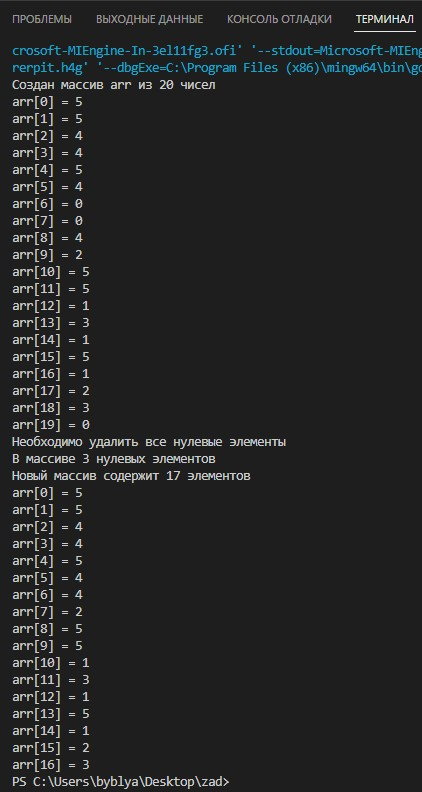 ПРОБЛЕМЫ ВЫХОДНЫЕ ДАННЫЕ КОНСОЛЬ ОТЛАДКИ ТЕРМИНАЛ
crosoft-MIEngine-In-3el11fg3.ofi' '--stdout=Microsoft-MIEng
rerpit.h4g' '--dbgExe=C:\Program Files (x86)\mingw64\bin\gd
Создан массив arr из 20 чисел
arr[0] = 5
arr[1] = 5
arr[2] = 4
arr[3] = 4
arr[4] = 5
arr[5] = 4
arr[6] = 0
arr[7] = 0
arr[8] = 4
arr[9] = 2
arr[10] = 5
arr[11] = 5
arr[12] = 1
arr[13] = 3
arr[14] = 1
arr[15] = 5
arr[16] = 1
arr[17] = 2
arr[18] = 3
arr[19] = 0
Необходимо удалить все нулевые элементы
В массиве 3 нулевых элементов
Новый массив содержит 17 элементов
arr[0] = 5
arr[1] = 5
arr[2] = 4
arr[3] = 4
arr[4] = 5
arr[5] = 4
arr[6] = 4
arr[7] = 2
arr[8] = 5
arr[9] = 5
arr[10] = 1
arr[11] = 3
arr[12] = 1
arr[13] = 5
arr[14] = 1
arr[15] = 2
arr[16] = 3
PS C:\Users\byblya\Desktop\zad>